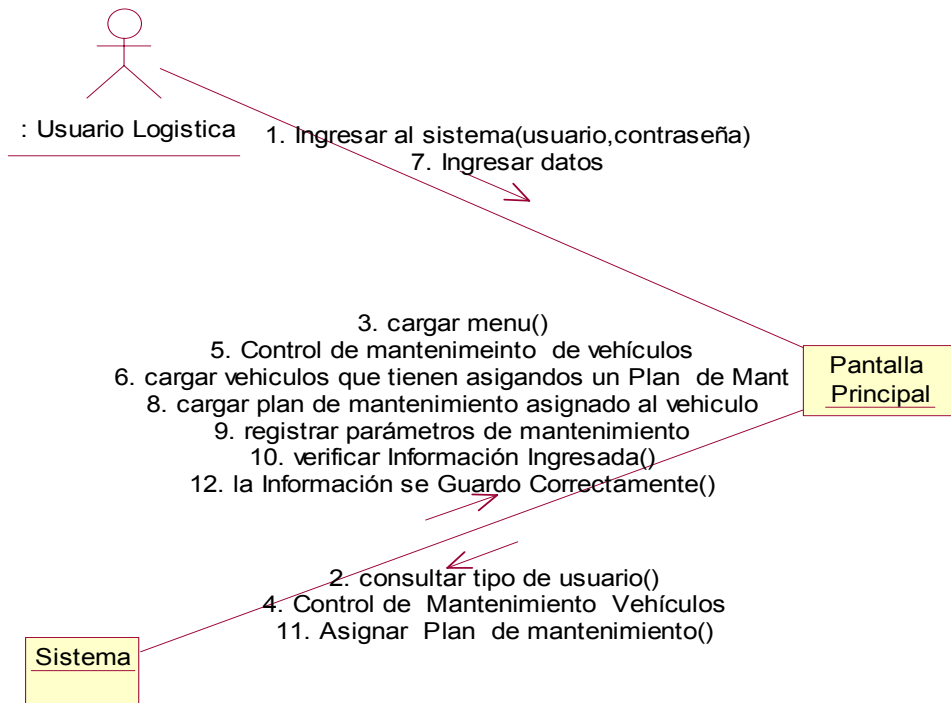 : Usuario Logistica
1. Ingresar al sistema(usuario,contraseña)
7. Ingresar datos
3. cargar menu()
5. Control de mantenimeinto de vehículos
6. cargar vehiculos que tienen asigandos un Plan de Mant
8. cargar plan de mantenimiento asignado al vehiculo
9. registrar parámetros de mantenimiento
10. verificar Información Ingresada()
12. la Información se Guardo Correctamente()
Pantalla
Principal
2. consultar tipo de usuario()
4. Control de Mantenimiento Vehículos
11. Asignar Plan de mantenimiento()
Sistema